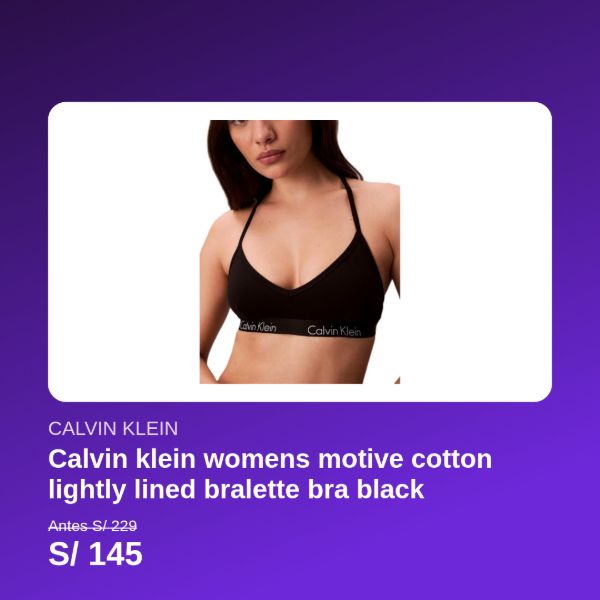 Calvin Klein Calvin Klein
CALVIN KLEIN
Calvin klein womens motive cotton
lightly lined bralette bra black
Antes S/ 229
S/ 145